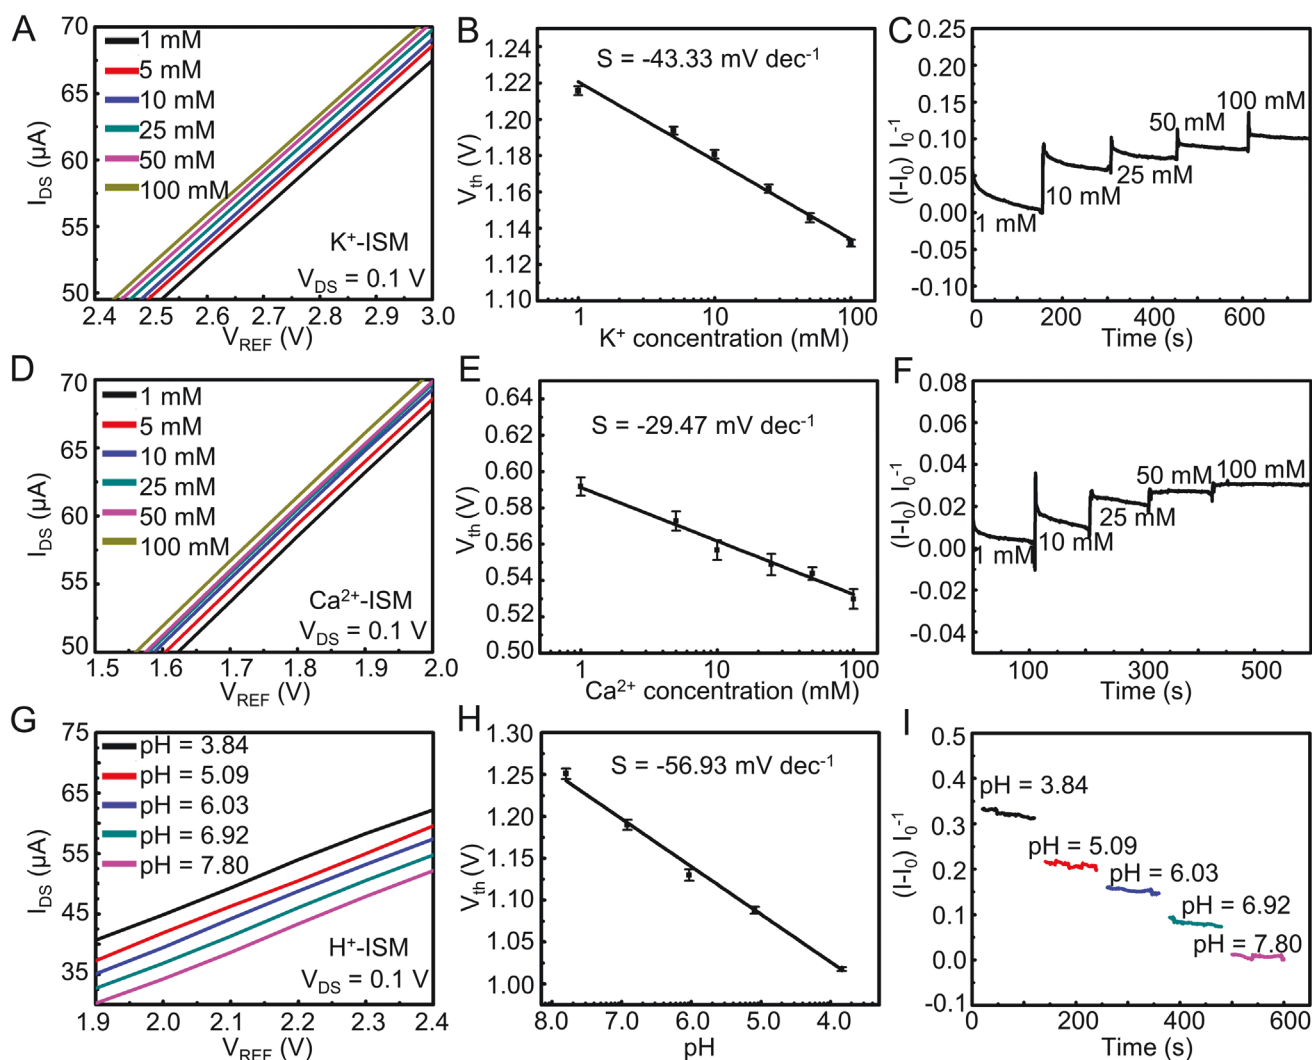 A
70
65
60
55
50
I_DS (μA)
1 mM
5 mM
10 mM
25 mM
50 mM
100 mM
K⁺-ISM
V_DS = 0.1 V
2.4 2.5 2.6 2.7 2.8 2.9 3.0
V_REF (V)
B
1.24
1.22
1.20
1.18
1.16
1.14
1.12
1.10
V_th (V)
S = -43.33 mV dec⁻¹
1 10 100
K⁺ concentration (mM)
C
0.25
0.20
0.15
0.10
0.05
0.00
-0.05
-0.10
(I-I₀) I₀⁻¹
1 mM
10 mM
25 mM
50 mM
100 mM
0 200 400 600
Time (s)
D
70
65
60
55
50
I_DS (μA)
1 mM
5 mM
10 mM
25 mM
50 mM
100 mM
Ca²⁺-ISM
V_DS = 0.1 V
1.5 1.6 1.7 1.8 1.9 2.0
V_REF (V)
E
0.64
0.62
0.60
0.58
0.56
0.54
0.52
0.50
V_th (V)
S = -29.47 mV dec⁻¹
1 10 100
Ca²⁺ concentration (mM)
F
0.08
0.06
0.04
0.02
0.00
-0.02
-0.04
(I-I₀) I₀⁻¹
1 mM
10 mM
25 mM
50 mM
100 mM
100 300 500
Time (s)
G
75
65
55
45
35
I_DS (μA)
pH = 3.84
pH = 5.09
pH = 6.03
pH = 6.92
pH = 7.80
H⁺-ISM
V_DS = 0.1 V
1.9 2.0 2.1 2.2 2.3 2.4
V_REF (V)
H
1.30
1.25
1.20
1.15
1.10
1.05
1.00
V_th (V)
S = -56.93 mV dec⁻¹
8.0 7.0 6.0 5.0 4.0
pH
I
0.5
0.4
0.3
0.2
0.1
0.0
-0.1
(I-I₀) I₀⁻¹
pH = 3.84
pH = 5.09
pH = 6.03
pH = 6.92
pH = 7.80
0 200 400 600
Time (s)